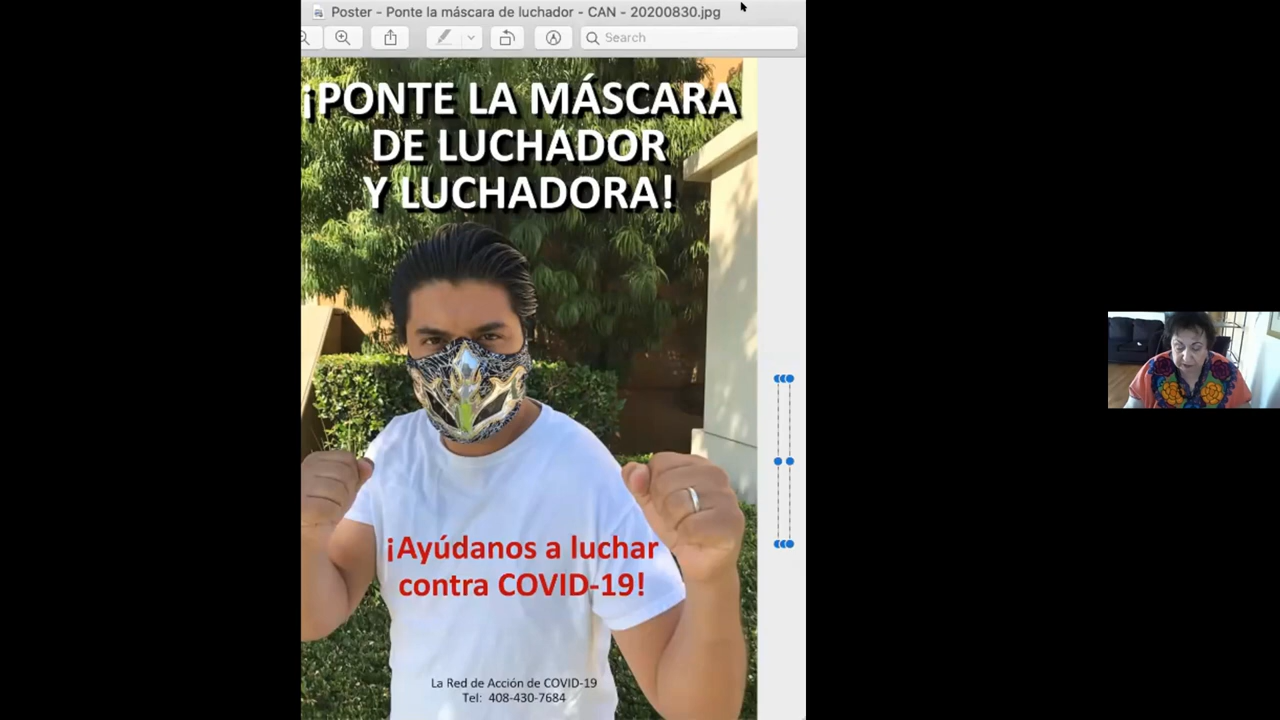 Poster - Ponte la máscara de luchador - CAN - 20200830.jpg
Search
¡PONTE LA MÁSCARA
DE LUCHADOR
Y LUCHADORA!
¡Ayúdanos a luchar
contra COVID-19!
La Red de Acción de COVID-19
Tel: 408-430-7684